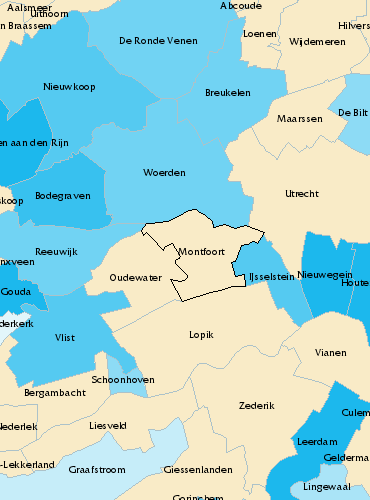 Aalsmeer
Uithoorn
n Braassem
Abcoude
Loenen
Hilvers
De Ronde Venen
Wijdemeren
Nieuwkoop
Breukelen
Maarssen
De Bilt
en aan den Rijn
Woerden
Bodegraven
Utrecht
skoop
Reeuwijk
Montfoort
nxveen
Oudewater
IJsselstein
Nieuwegein
Houte
Gouda
derkerk
Vlist
Lopik
Vianen
Schoonhoven
Bergambacht
Zederik
Culem
Nederlek
Liesveld
Leerdam
-Lekkerland
Graafstroom
Giessenlanden
Gelderma
Lingewaal
Gorinchem